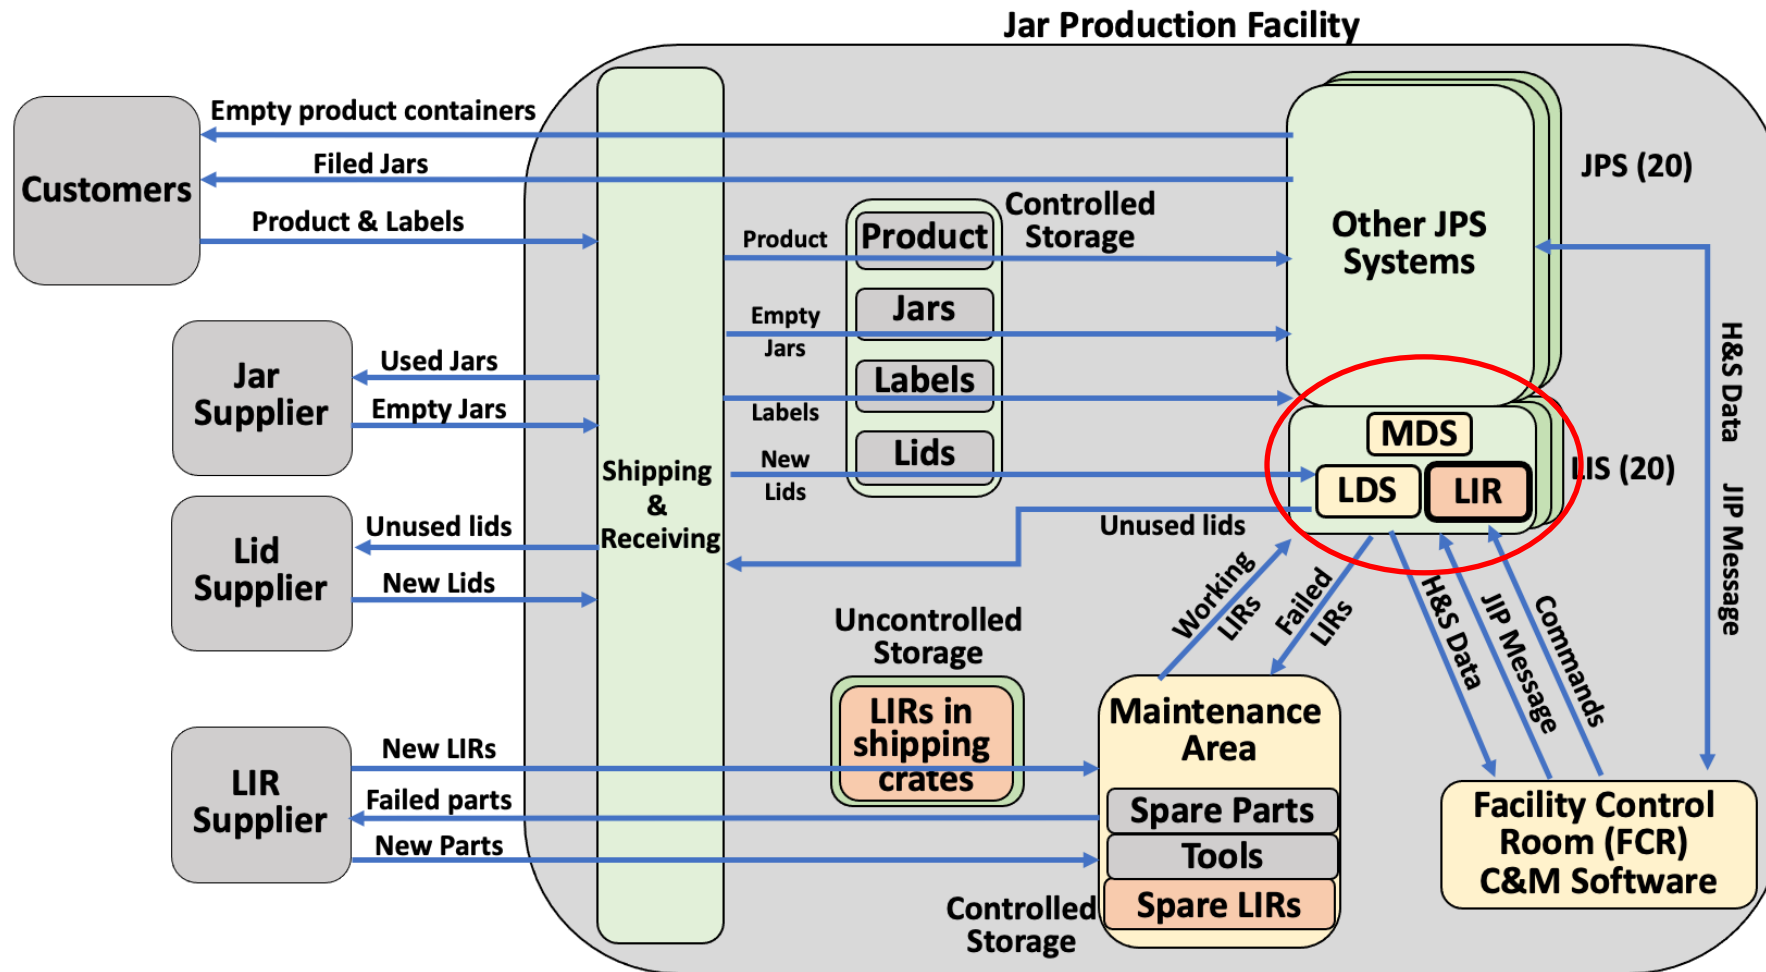 Jar Production Facility
Empty product containers
Filed Jars
Product & Labels
Customers
JPS (20)
Other JPS
Systems
Controlled
Storage
Product
Product
Jars
Empty
Jars
Labels
Labels
Lids
New
Lids
Used Jars
Empty Jars
Jar
Supplier
Shipping
&
Receiving
MDS
LDS
LIR
LIS (20)
H&S Data
JIP Message
Unused lids
Unused lids
New Lids
Lid
Supplier
Working
LIRs
Failed
LIRs
H&S Data
JIP Message
Commands
Uncontrolled
Storage
LIRs in
shipping
crates
Maintenance
Area
New LIRs
Failed parts
New Parts
LIR
Supplier
Spare Parts
Tools
Spare LIRs
Controlled
Storage
Facility Control
Room (FCR)
C&M Software